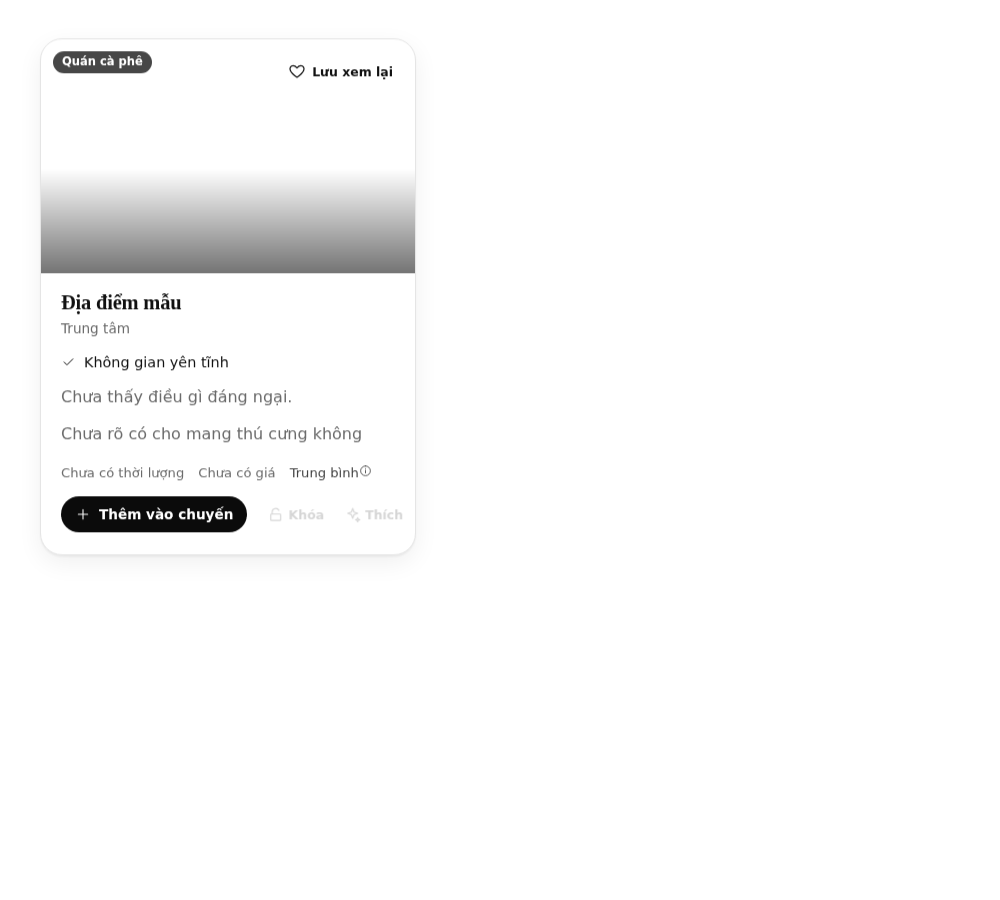 Quán cà phê
Lưu xem lại
Địa điểm mẫu
Trung tâm
Không gian yên tĩnh
Chưa thấy điều gì đáng ngại.
Chưa rõ có cho mang thú cưng không
Chưa có thời lượng Chưa có giá Trung bình
Thêm vào chuyến Khóa Thích